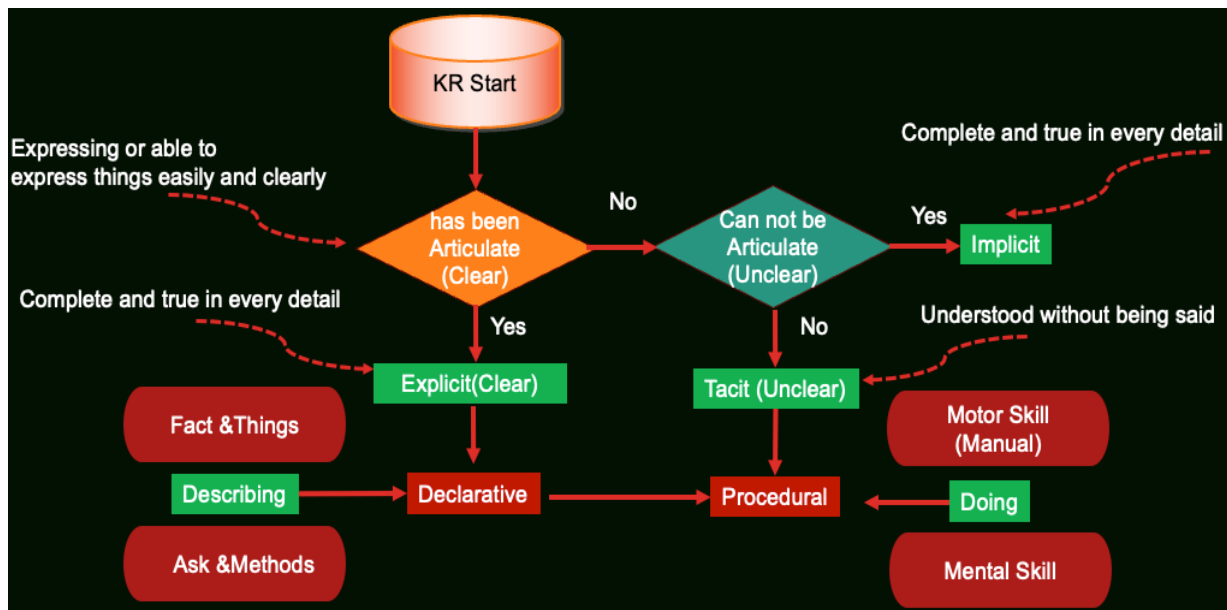 KR Start
Expressing or able to
express things easily and clearly
Complete and true in every detail
has been
Articulate
(Clear)
No
Can not be
Articulate
(Unclear)
Yes
Implicit
Complete and true in every detail
Yes
No
Understood without being said
Explicit(Clear)
Tacit (Unclear)
Fact &Things
Motor Skill
(Manual)
Describing
Declarative
Procedural
Doing
Ask &Methods
Mental Skill